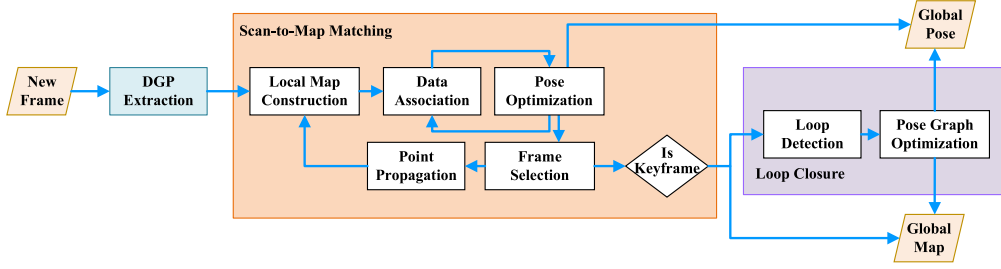 Scan-to-Map Matching
New
Frame
DGP
Extraction
Local Map
Construction
Data
Association
Pose
Optimization
Point
Propagation
Frame
Selection
Is
Keyframe
Loop
Detection
Pose Graph
Optimization
Loop Closure
Global
Pose
Global
Map